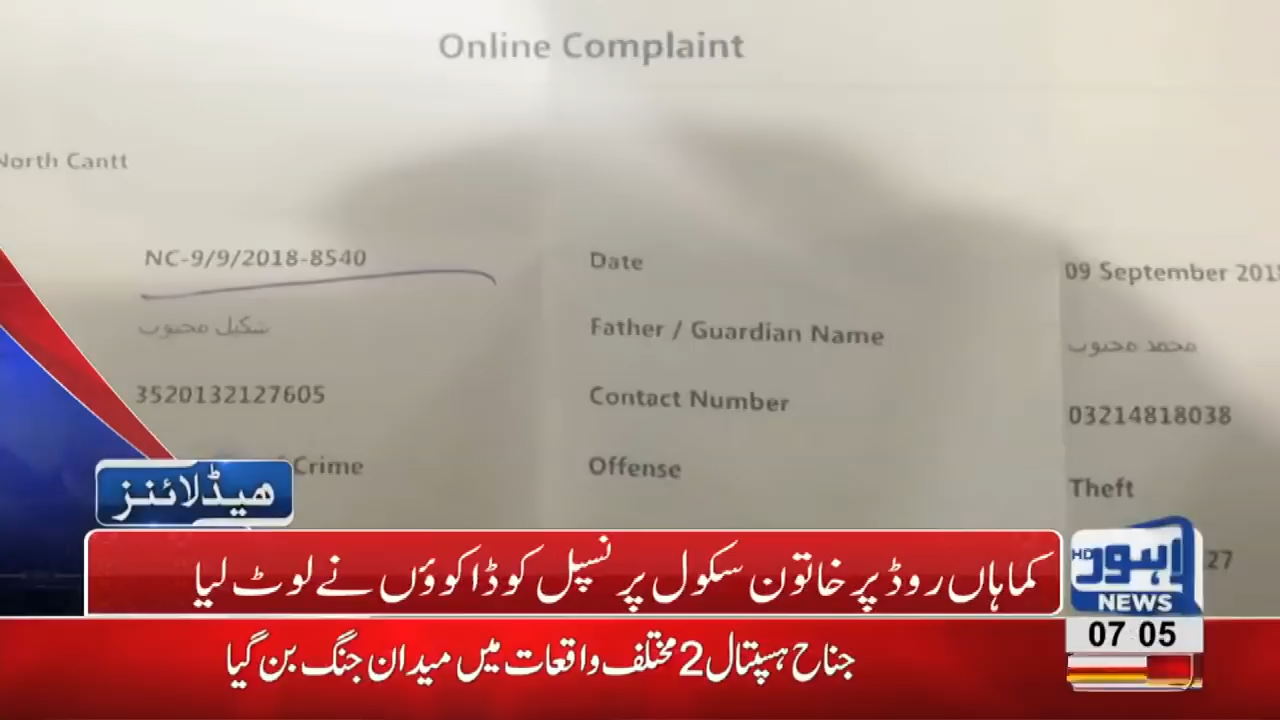 Online Complaint
North Cantt
NC-9/9/2018-8540 Date 09 September 201
شکیل محبوب Father / Guardian Name محمد محبوب
3520132127605 Contact Number 03214818038
Crime Offense Theft
27
ہیڈلائنز
کماہاں روڈ پر خاتون سکول پرنسپل کو ڈاکوؤں نے لوٹ لیا
لاہور HD
NEWS
07 05
جناح ہسپتال 2 مختلف واقعات میں میدان جنگ بن گیا